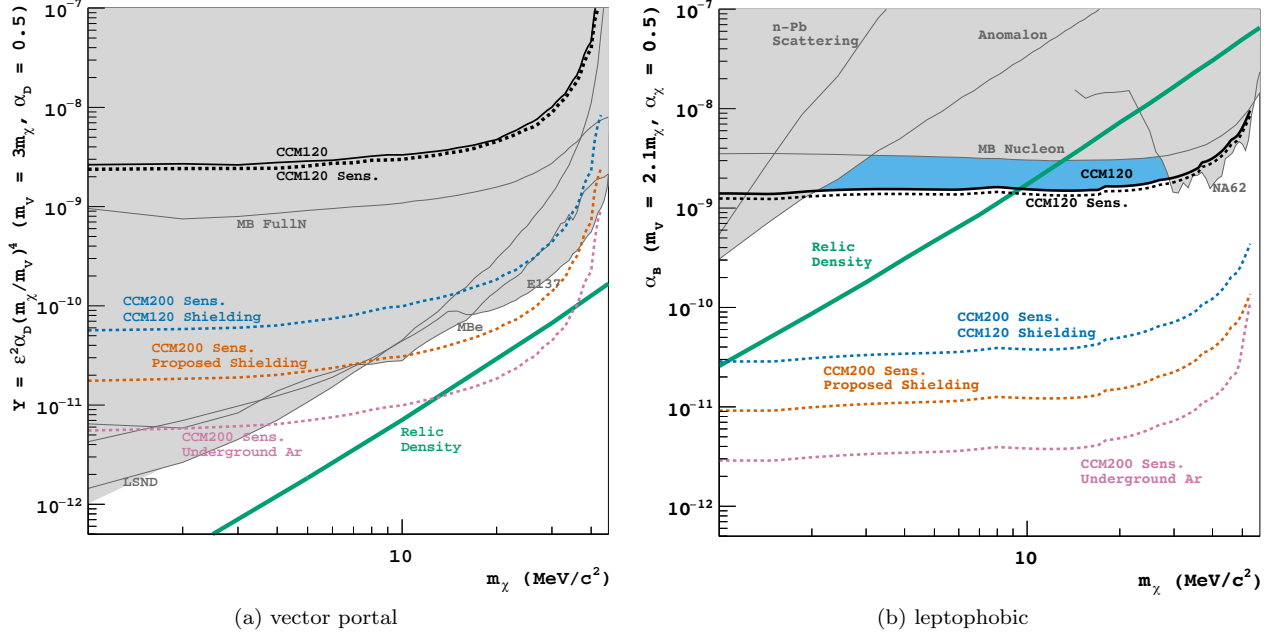 Y = ε²α_D(m_χ/m_V)⁴ (m_V = 3m_χ, α_D = 0.5)
10⁻⁷
10⁻⁸
10⁻⁹
10⁻¹⁰
10⁻¹¹
10⁻¹²
CCM120
CCM120 Sens.
MB FullN
E137
CCM200 Sens.
CCM120 Shielding
MBe
CCM200 Sens.
Proposed Shielding
CCM200 Sens.
Underground Ar
Relic
Density
LSND
10
m_χ (MeV/c²)
(a) vector portal
α_B (m_V = 2.1m_χ, α_χ = 0.5)
10⁻⁷
10⁻⁸
10⁻⁹
10⁻¹⁰
10⁻¹¹
10⁻¹²
n-Pb
Scattering
Anomalon
MB Nucleon
CCM120
NA62
CCM120 Sens.
Relic
Density
CCM200 Sens.
CCM120 Shielding
CCM200 Sens.
Proposed Shielding
CCM200 Sens.
Underground Ar
10
m_χ (MeV/c²)
(b) leptophobic